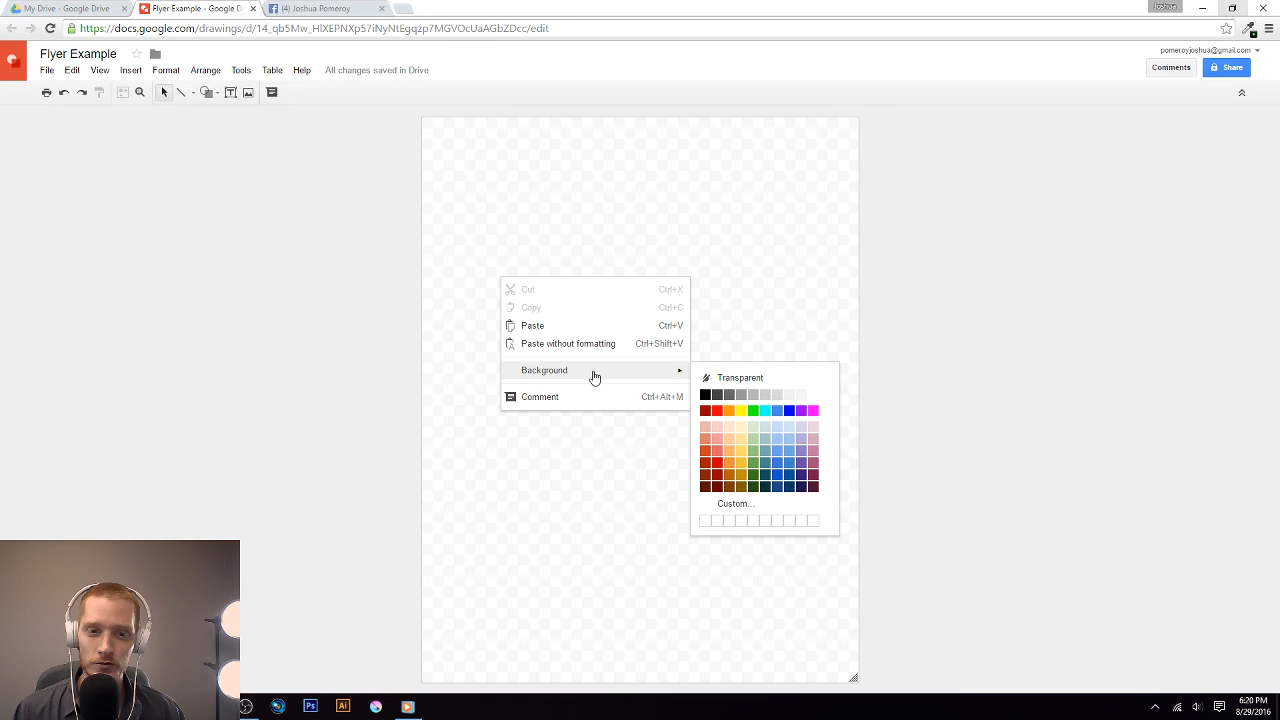 My Drive - Google Drive
Flyer Example - Google D
(4) Joshua Pomeroy
Joshua
https://docs.google.com/drawings/d/14_qb5Mw_HlXEPNXp57iNyNtEgqzp7MGVOcUaAGbZDcc/edit
Flyer Example
pomeroyjoshua@gmail.com
File Edit View Insert Format Arrange Tools Table Help All changes saved in Drive
Comments
Share
Cut Ctrl+X
Copy Ctrl+C
Paste Ctrl+V
Paste without formatting Ctrl+Shift+V
Background
Comment Ctrl+Alt+M
Transparent
Custom...
Ps
Ai
6:20 PM
8/29/2016